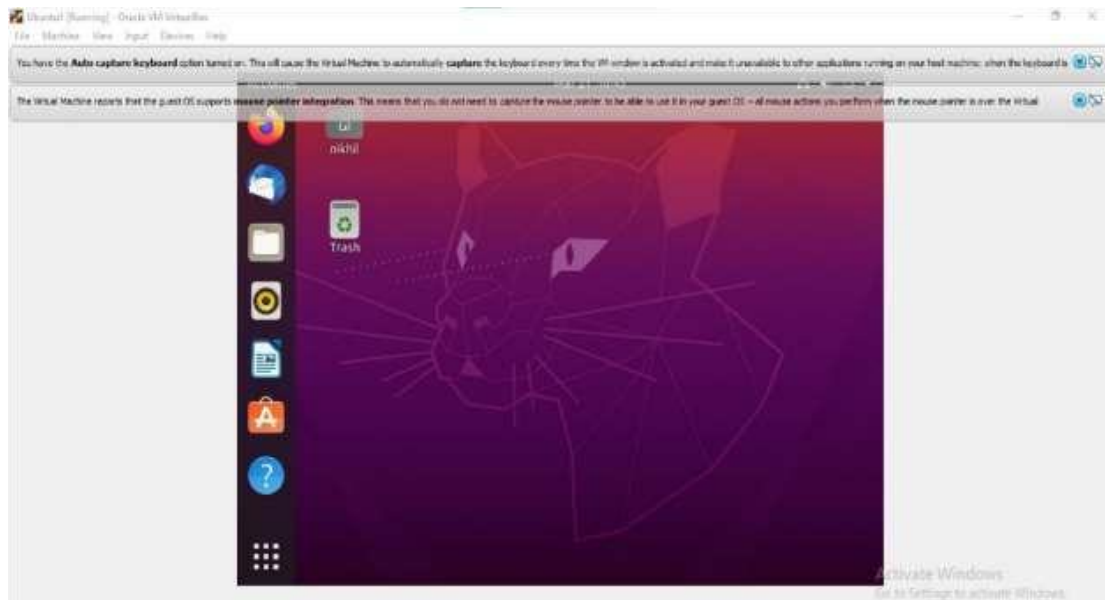 Ubuntu1 [Running] - Oracle VM VirtualBox
File Machine View Input Devices Help
You have the Auto capture keyboard option turned on. This will cause the Virtual Machine to automatically capture the keyboard every time the VM window is activated and make it unavailable to other applications running on your host machine: when the keyboard is
The Virtual Machine reports that the guest OS supports mouse pointer integration. This means that you do not need to capture the mouse pointer to be able to use it in your guest OS -- all mouse actions you perform when the mouse pointer is over the Virtual
nikhil
Trash
Activate Windows
Go to Settings to activate Windows.